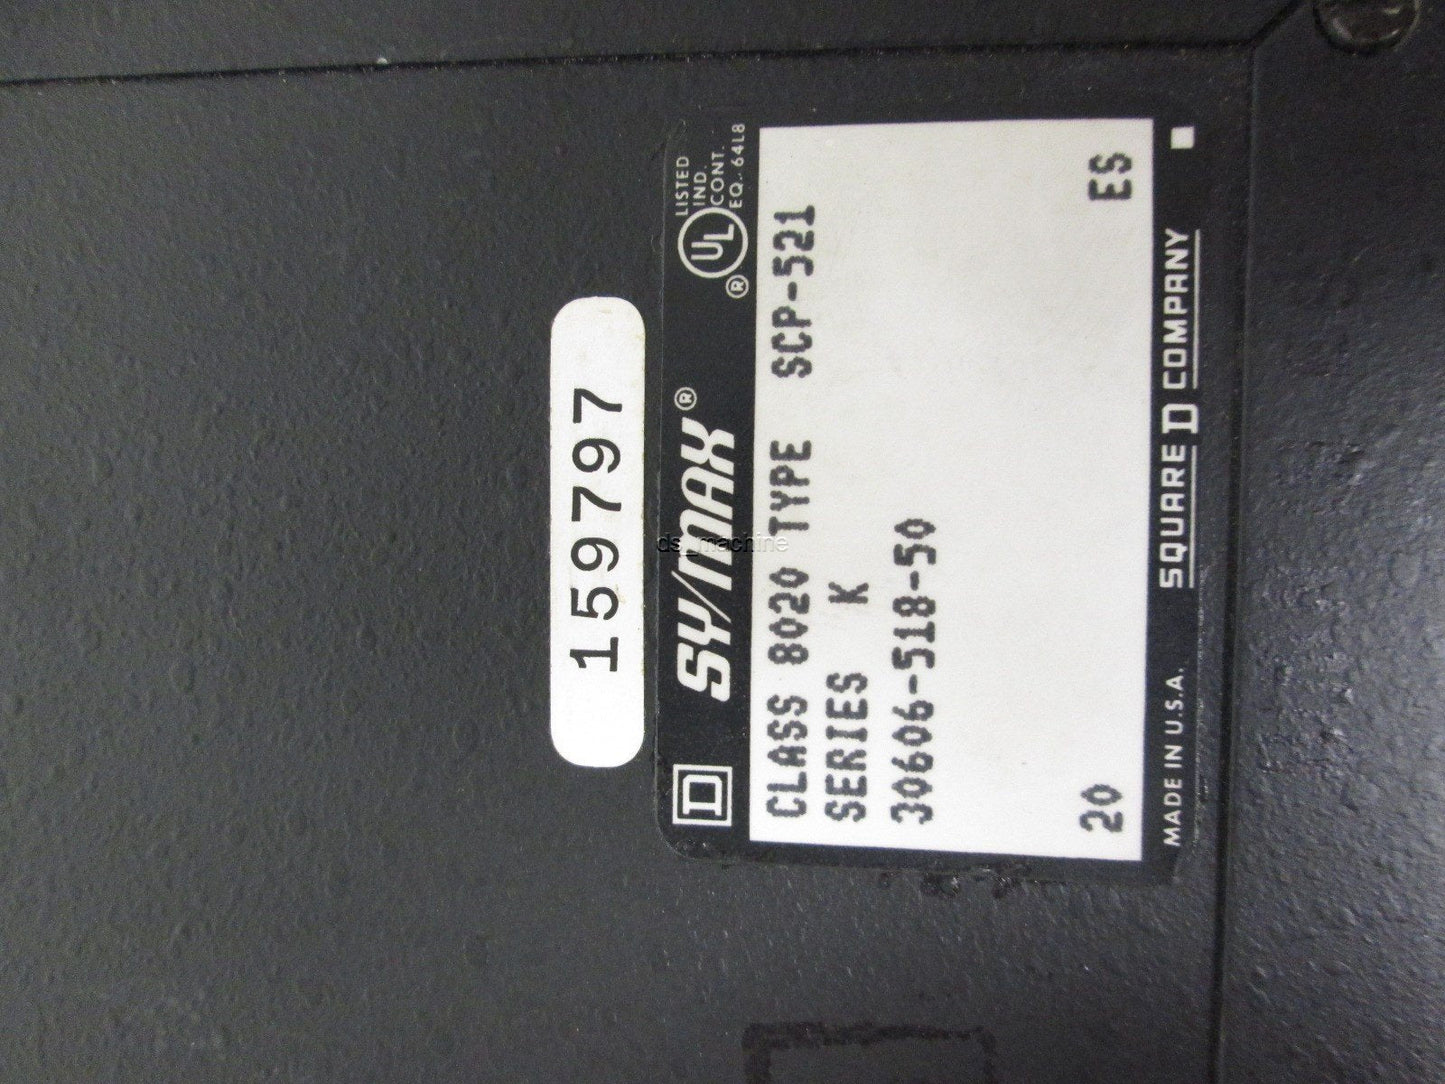 159797
D SY/MAX®
UL® LISTED
IND.
CONT.
EQ. 64L8
CLASS 8020 TYPE SCP-521
SERIES K
30606-518-50
20 ES
MADE IN U.S.A. SQUARE D COMPANY
ds_machine